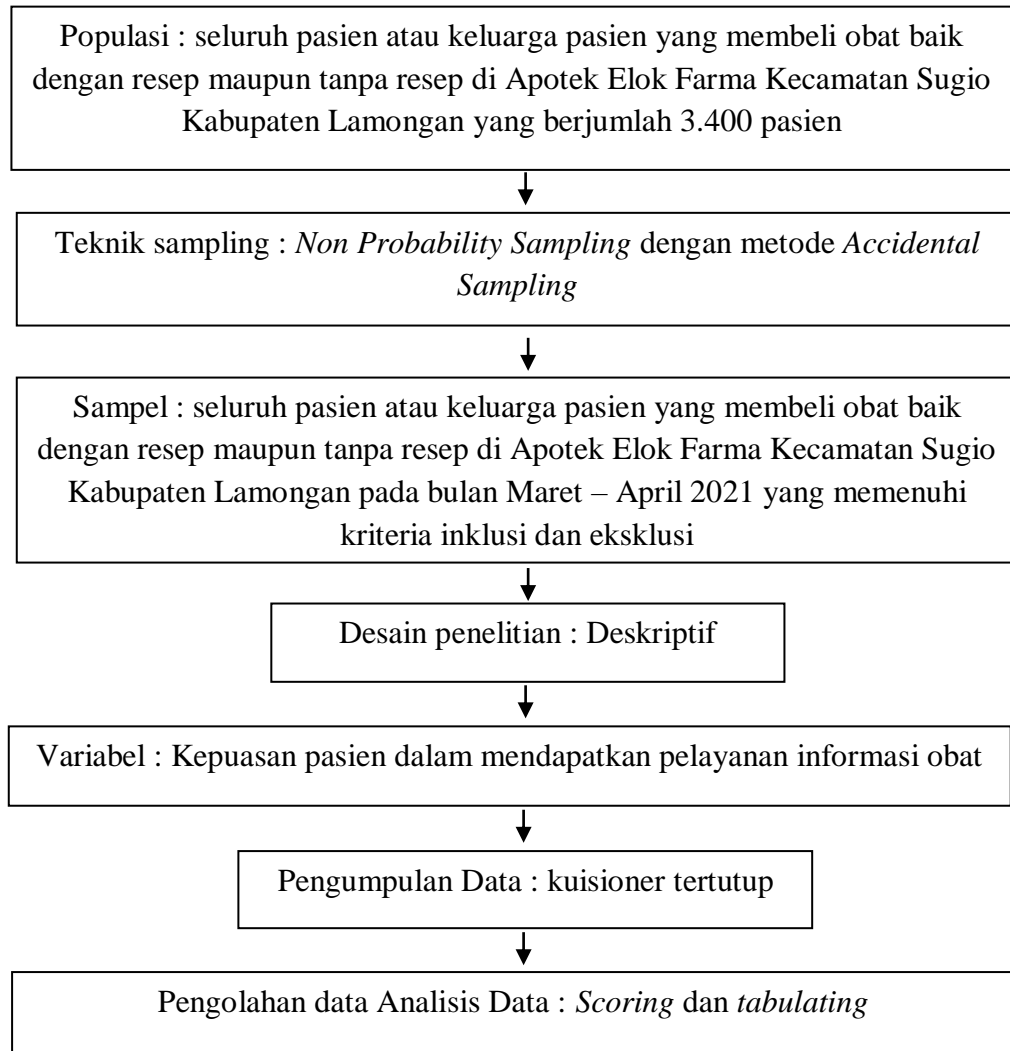 Populasi : seluruh pasien atau keluarga pasien yang membeli obat baik
dengan resep maupun tanpa resep di Apotek Elok Farma Kecamatan Sugio
Kabupaten Lamongan yang berjumlah 3.400 pasien
Teknik sampling : Non Probability Sampling dengan metode Accidental
Sampling
Sampel : seluruh pasien atau keluarga pasien yang membeli obat baik
dengan resep maupun tanpa resep di Apotek Elok Farma Kecamatan Sugio
Kabupaten Lamongan pada bulan Maret – April 2021 yang memenuhi
kriteria inklusi dan eksklusi
Desain penelitian : Deskriptif
Variabel : Kepuasan pasien dalam mendapatkan pelayanan informasi obat
Pengumpulan Data : kuisioner tertutup
Pengolahan data Analisis Data : Scoring dan tabulating